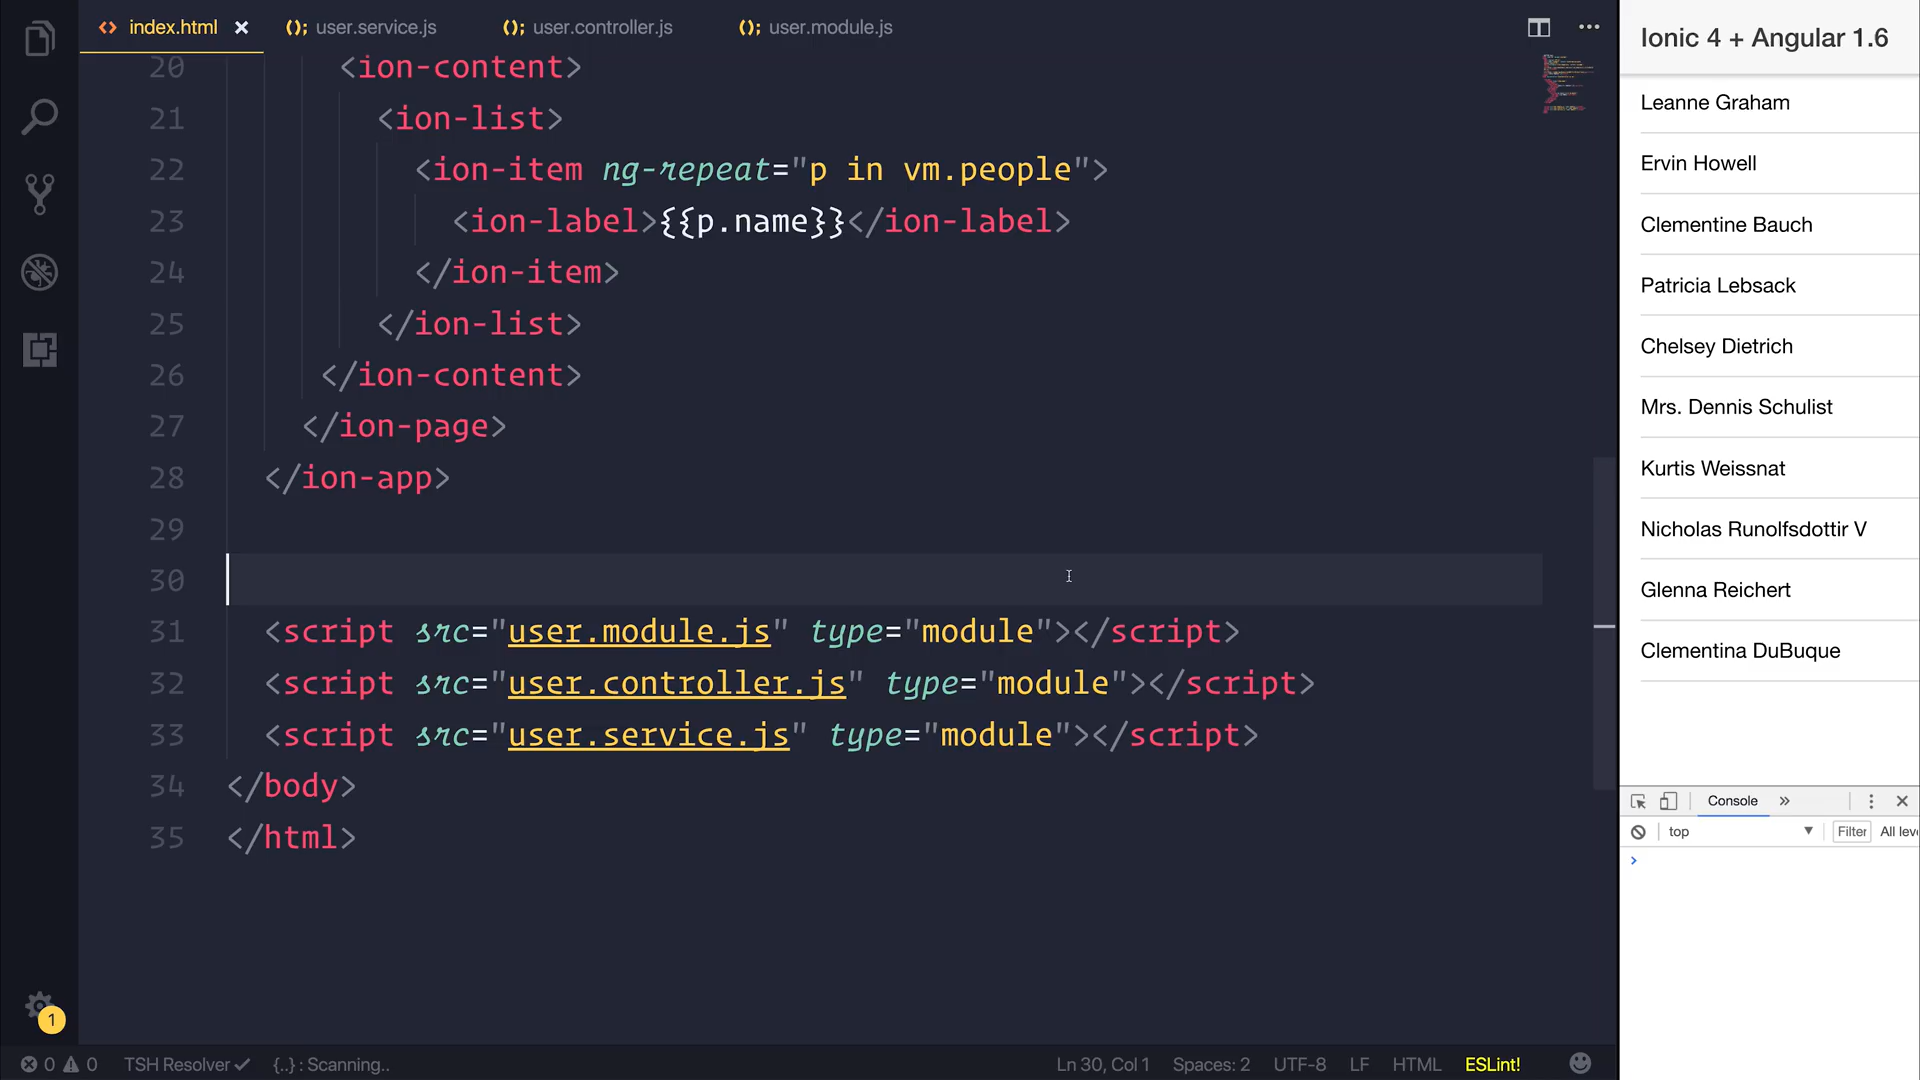 index.html
user.service.js
user.controller.js
user.module.js
20 <ion-content>
21 <ion-list>
22 <ion-item ng-repeat="p in vm.people">
23 <ion-label>{{p.name}}</ion-label>
24 </ion-item>
25 </ion-list>
26 </ion-content>
27 </ion-page>
28 </ion-app>
29
30
31 <script src="user.module.js" type="module"></script>
32 <script src="user.controller.js" type="module"></script>
33 <script src="user.service.js" type="module"></script>
34 </body>
35 </html>
1
0 0 TSH Resolver✓ {..} : Scanning..
Ln 30, Col 1 Spaces: 2 UTF-8 LF HTML ESLint!
Ionic 4 + Angular 1.6
Leanne Graham
Ervin Howell
Clementine Bauch
Patricia Lebsack
Chelsey Dietrich
Mrs. Dennis Schulist
Kurtis Weissnat
Nicholas Runolfsdottir V
Glenna Reichert
Clementina DuBuque
Console »
top Filter All lev
>